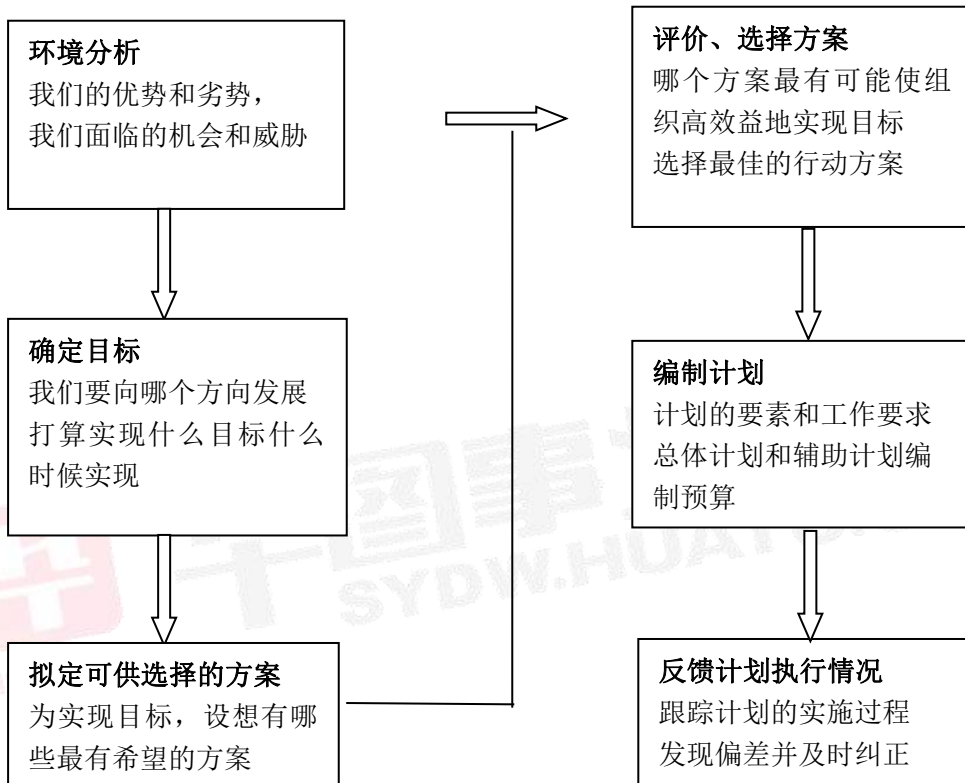 环境分析
我们的优势和劣势，
我们面临的机会和威胁
确定目标
我们要向哪个方向发展
打算实现什么目标什么
时候实现
拟定可供选择的方案
为实现目标，设想有哪
些最有希望的方案
评价、选择方案
哪个方案最有可能使组
织高效益地实现目标
选择最佳的行动方案
编制计划
计划的要素和工作要求
总体计划和辅助计划编
制预算
反馈计划执行情况
跟踪计划的实施过程
发现偏差并及时纠正